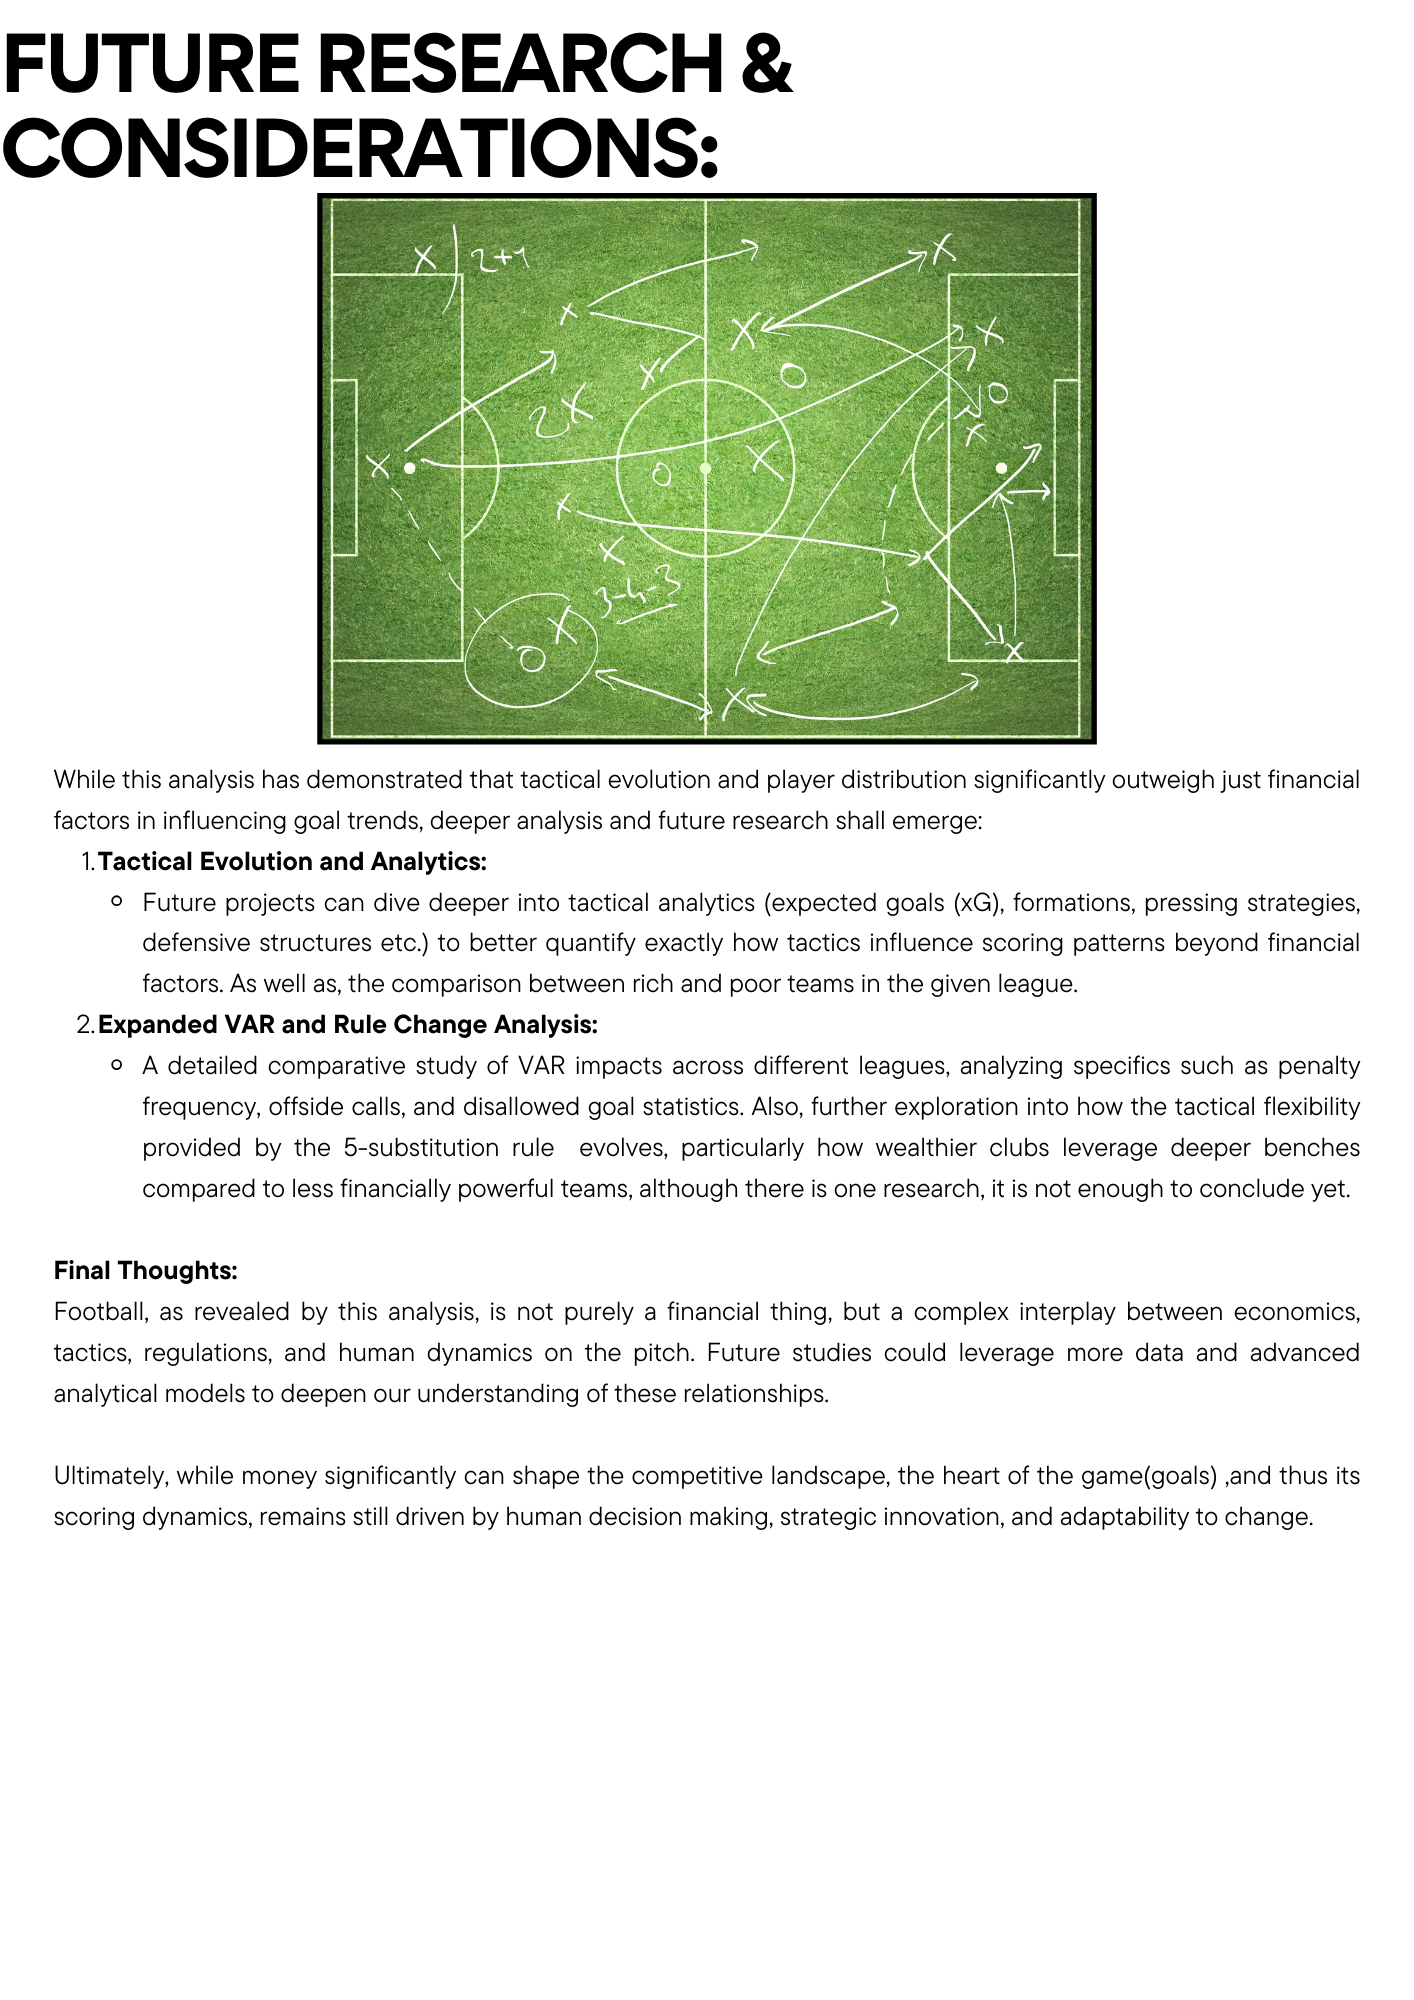 FUTURE RESEARCH &
CONSIDERATIONS:
X
2+1
X
X
X
X
X
O
X
2X
O
X
X
X
O
X
X
X
3-4-3
X
O
X
X
While this analysis has demonstrated that tactical evolution and player distribution significantly outweigh just financial
factors in influencing goal trends, deeper analysis and future research shall emerge:
1. Tactical Evolution and Analytics:
Future projects can dive deeper into tactical analytics (expected goals (xG), formations, pressing strategies,
defensive structures etc.) to better quantify exactly how tactics influence scoring patterns beyond financial
factors. As well as, the comparison between rich and poor teams in the given league.
2. Expanded VAR and Rule Change Analysis:
A detailed comparative study of VAR impacts across different leagues, analyzing specifics such as penalty
frequency, offside calls, and disallowed goal statistics. Also, further exploration into how the tactical flexibility
provided by the 5-substitution rule  evolves, particularly how wealthier clubs leverage deeper benches
compared to less financially powerful teams, although there is one research, it is not enough to conclude yet.
Final Thoughts:
Football, as revealed by this analysis, is not purely a financial thing, but a complex interplay between economics,
tactics, regulations, and human dynamics on the pitch. Future studies could leverage more data and advanced
analytical models to deepen our understanding of these relationships.
Ultimately, while money significantly can shape the competitive landscape, the heart of the game(goals) ,and thus its
scoring dynamics, remains still driven by human decision making, strategic innovation, and adaptability to change.